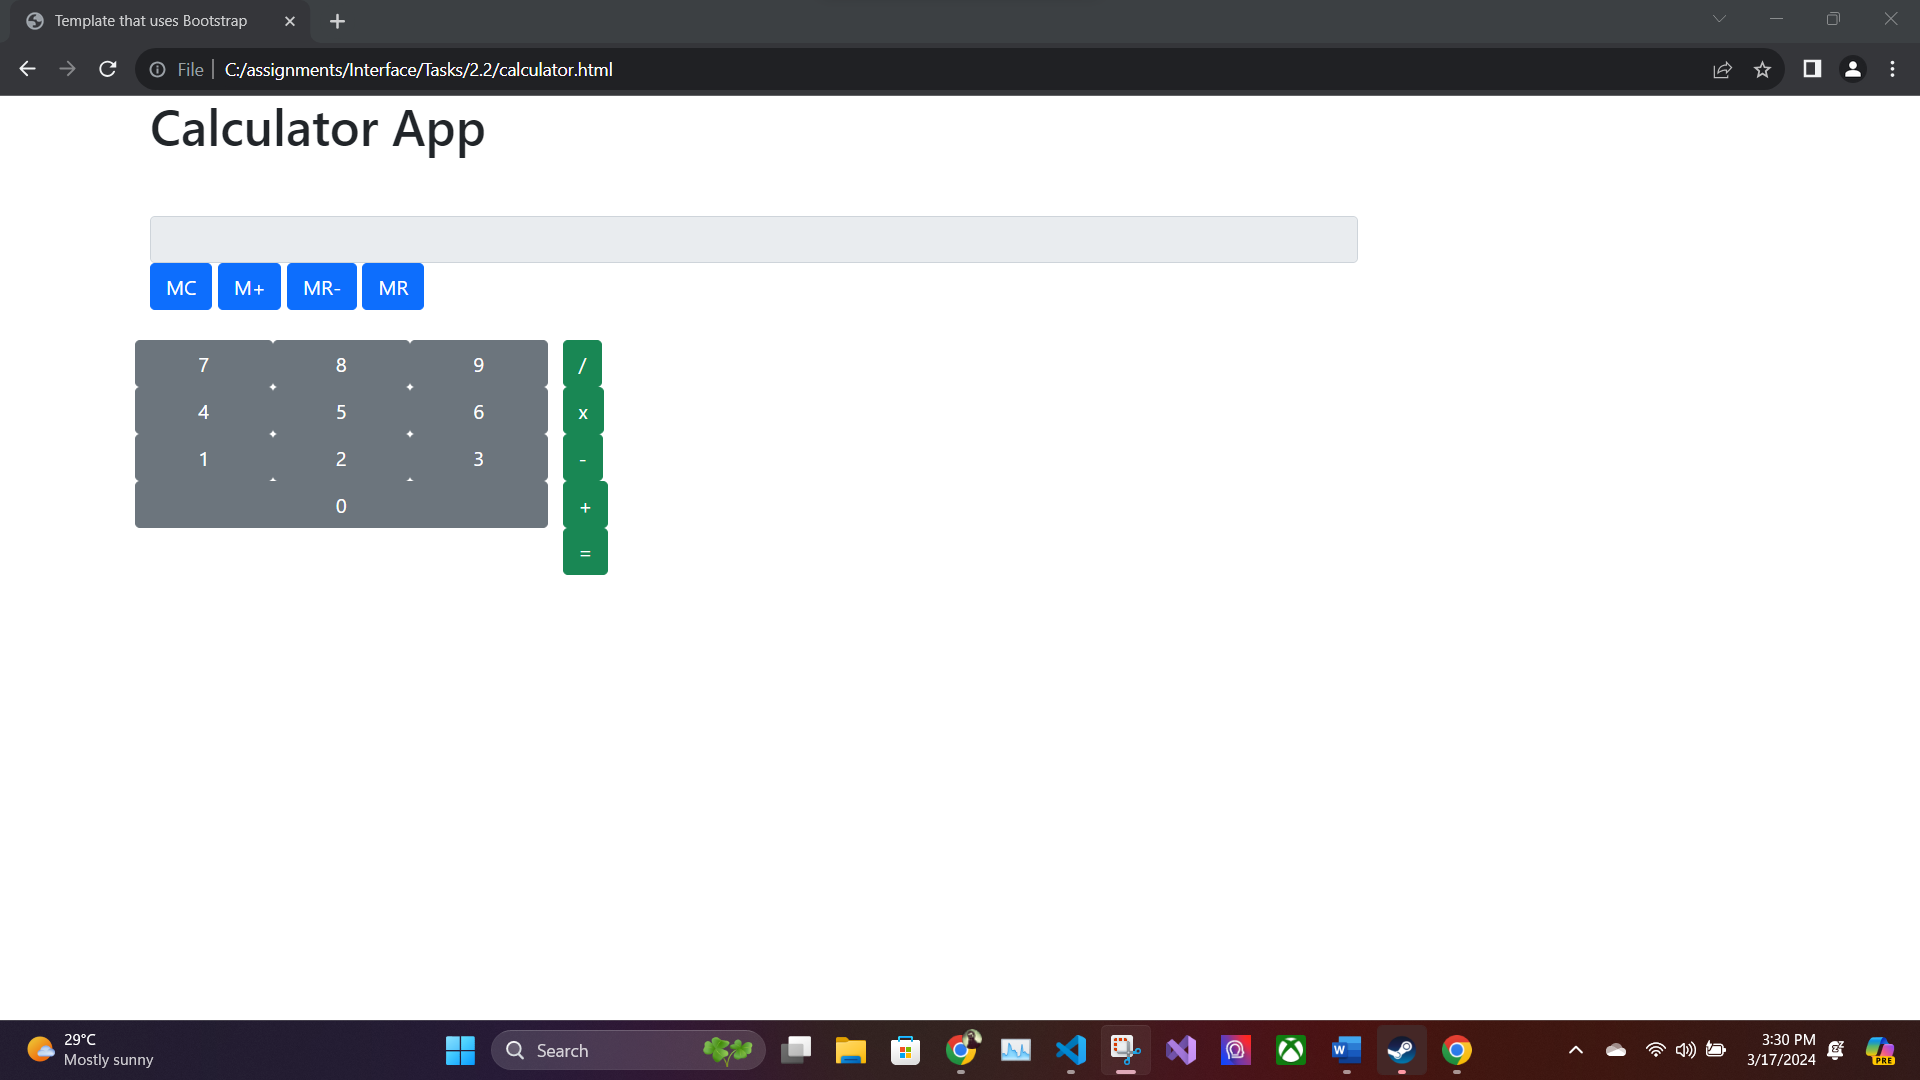 Template that uses Bootstrap
File
C:/assignments/Interface/Tasks/2.2/calculator.html
Calculator App
MC M+ MR- MR
7 8 9 /
4 5 6 x
1 2 3 -
0 +
=
29°C
Mostly sunny
Search
W
PRE
3:30 PM
3/17/2024